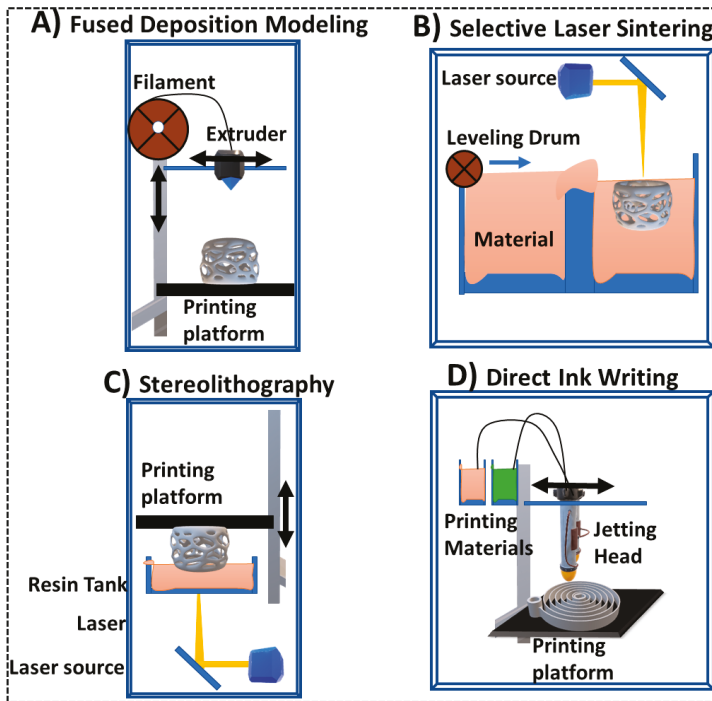 A) Fused Deposition Modeling
Filament
Extruder
Printing
platform
B) Selective Laser Sintering
Laser source
Leveling Drum
Material
C) Stereolithography
Printing
platform
Resin Tank
Laser
Laser source
D) Direct Ink Writing
Printing
Materials
Jetting
Head
Printing
platform